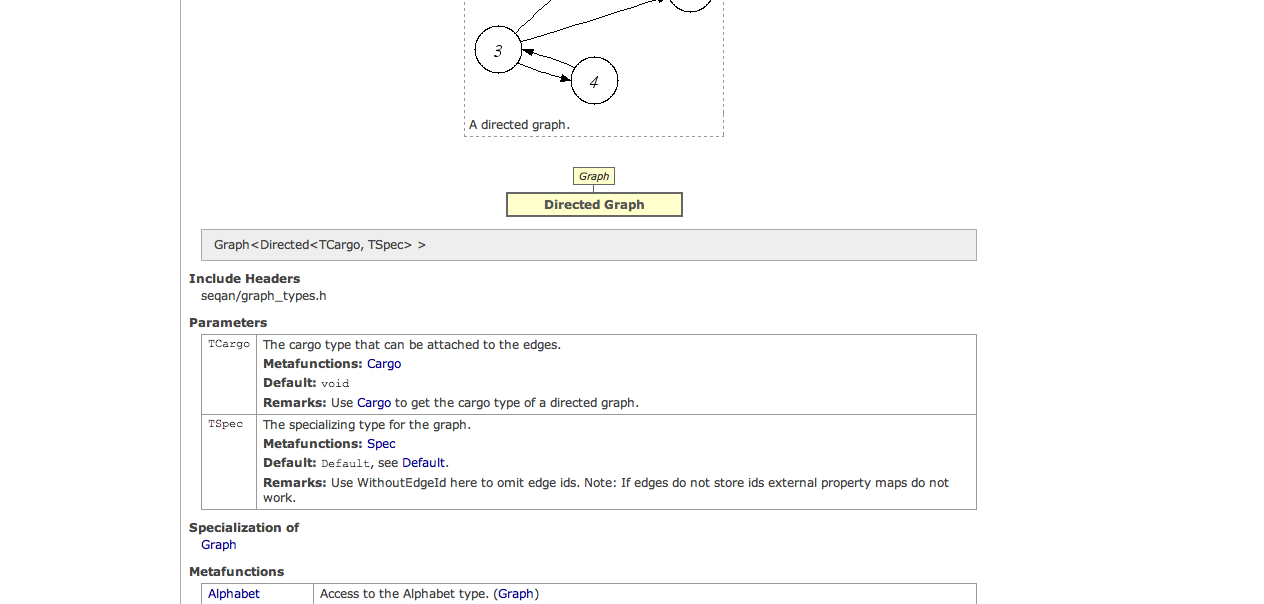 3
4
A directed graph.
Graph
Directed Graph
Graph<Directed<TCargo, TSpec> >
Include Headers
seqan/graph_types.h
Parameters
TCargo The cargo type that can be attached to the edges.
Metafunctions: Cargo
Default: void
Remarks: Use Cargo to get the cargo type of a directed graph.
TSpec The specializing type for the graph.
Metafunctions: Spec
Default: Default, see Default.
Remarks: Use WithoutEdgeId here to omit edge ids. Note: If edges do not store ids external property maps do not
work.
Specialization of
Graph
Metafunctions
Alphabet Access to the Alphabet type. (Graph)